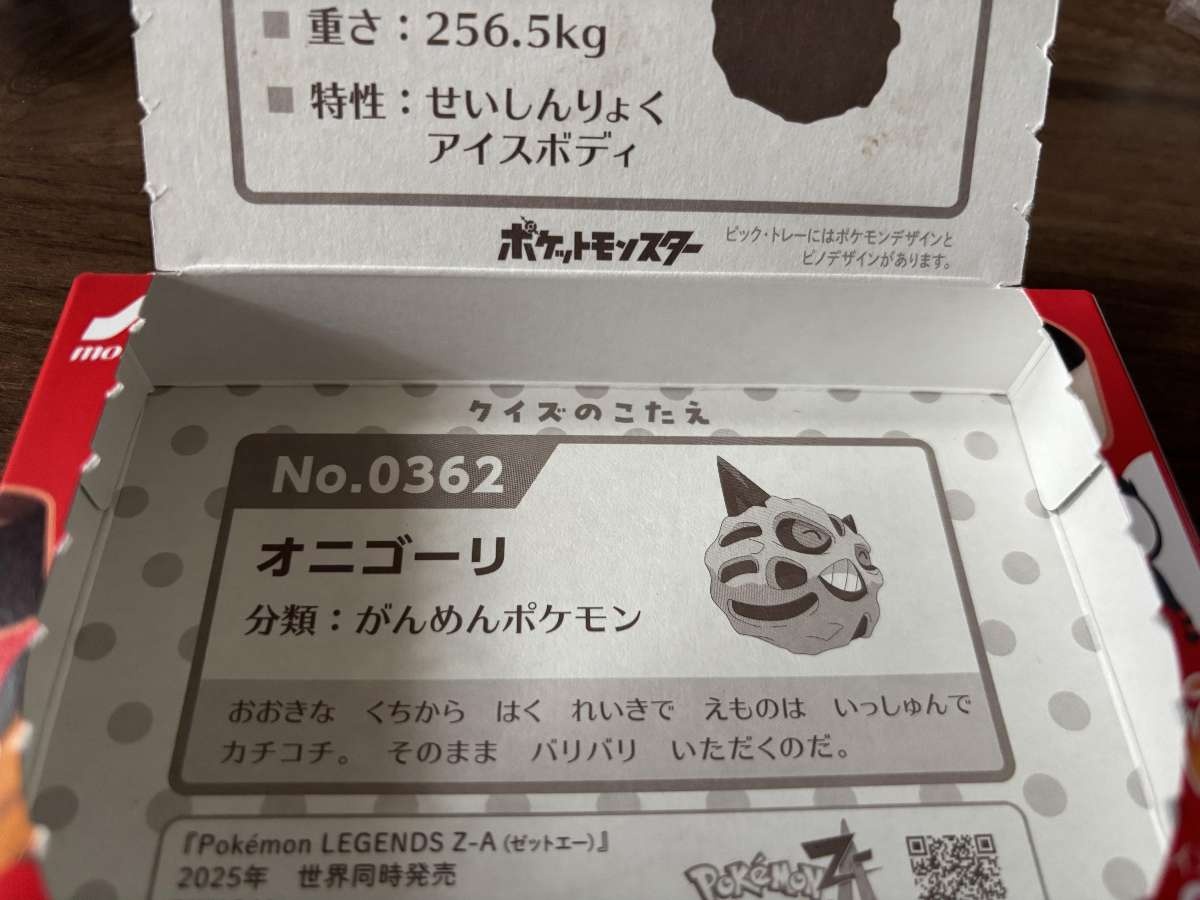 重さ：256.5kg
特性：せいしんりょく
アイスボディ
ポケットモンスター
ピック・トレーにはポケモンデザインと
ピノデザインがあります。
mo
クイズのこたえ
No.0362
オニゴーリ
分類：がんめんポケモン
おおきな　くちから　はく　れいきで　えものは　いっしゅんで
カチコチ。　そのまま　バリバリ　いただくのだ。
『Pokémon LEGENDS Z-A（ゼットエー）』
2025年　世界同時発売
POKéMON Z-A